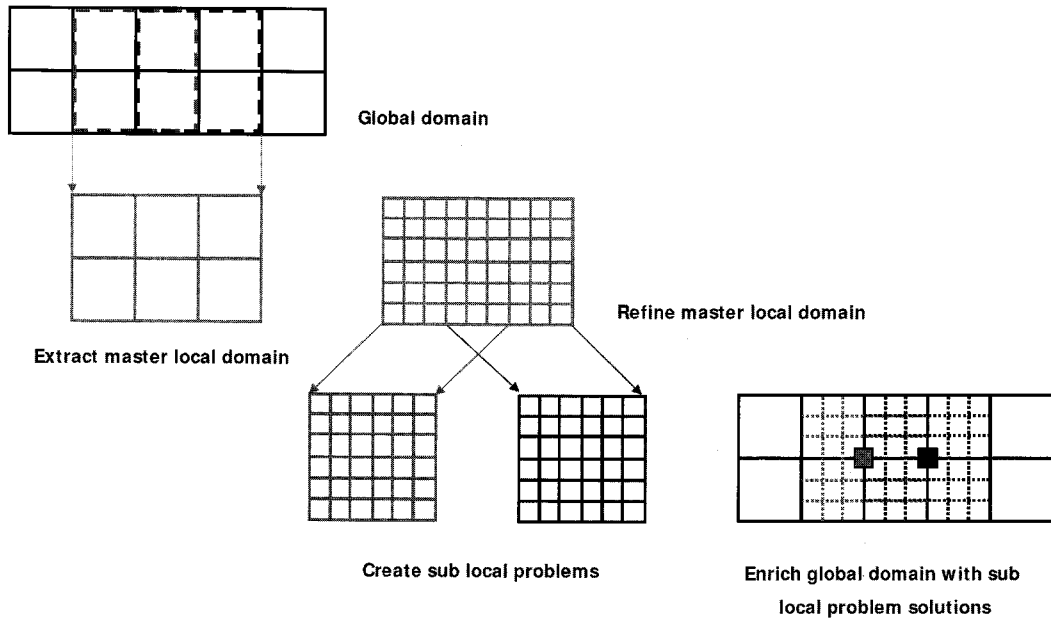 Global domain
Refine master local domain
Extract master local domain
Create sub local problems
Enrich global domain with sub
local problem solutions